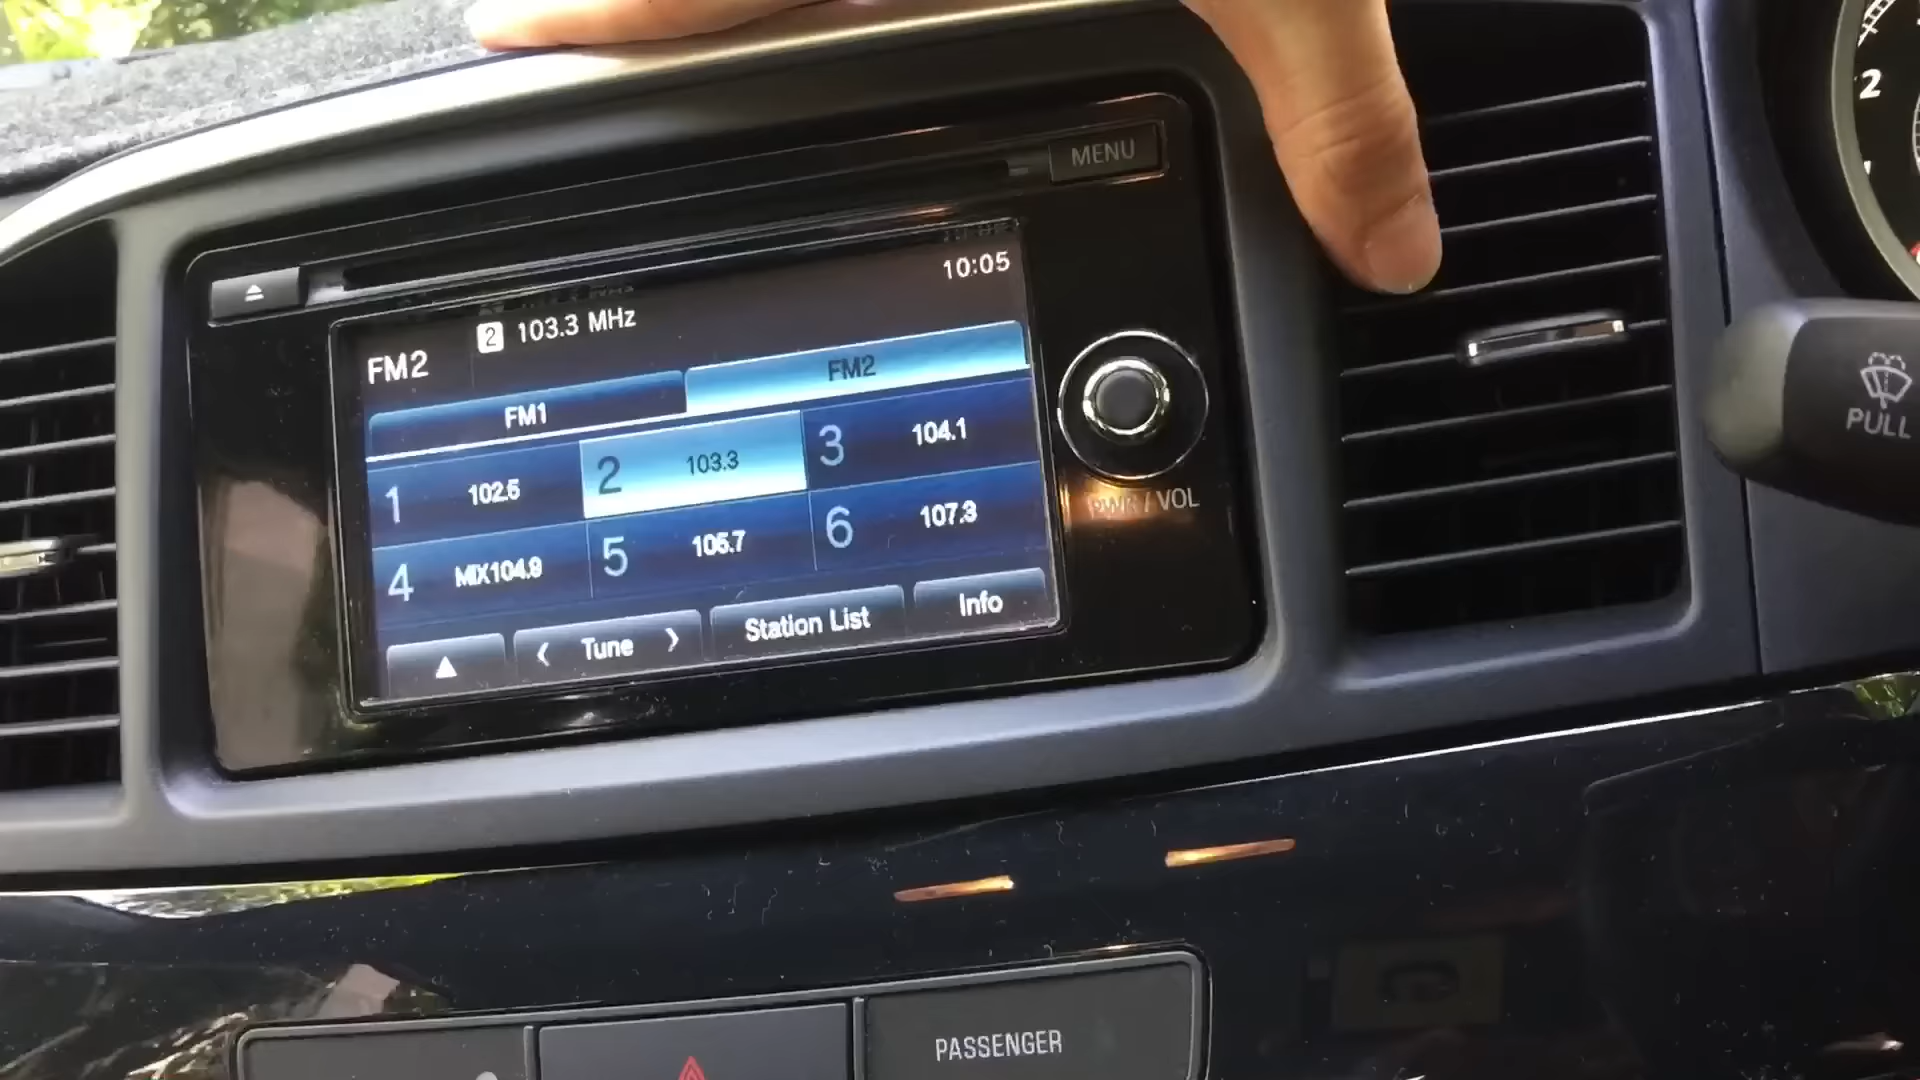 MENU
10:05
2 103.3 MHz
FM2
FM1
FM2
1 102.5
2 103.3
3 104.1
4 MIX104.9
5 105.7
6 107.3
Tune
Station List
Info
PWR / VOL
2
PULL
PASSENGER